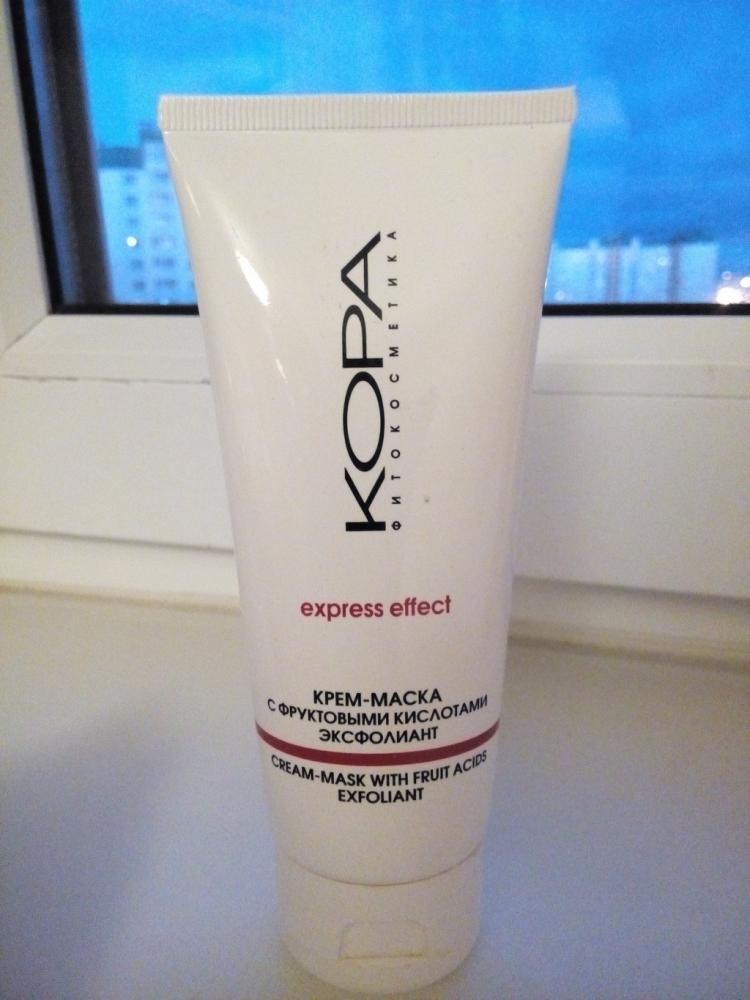 КОРА
ФИТОКОСМЕТИКА
express effect
КРЕМ-МАСКА
С ФРУКТОВЫМИ КИСЛОТАМИ
ЭКСФОЛИАНТ
CREAM-MASK WITH FRUIT ACIDS
EXFOLIANT